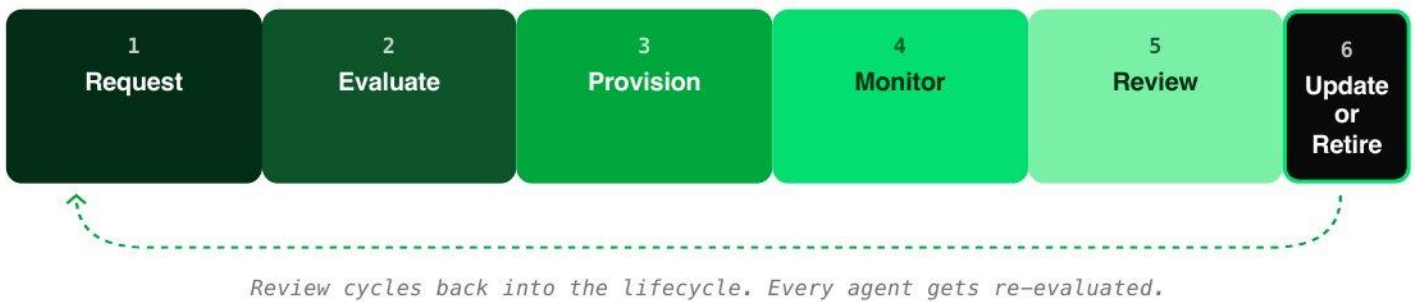 1
Request
2
Evaluate
3
Provision
4
Monitor
5
Review
6
Update
or
Retire
Review cycles back into the lifecycle. Every agent gets re-evaluated.